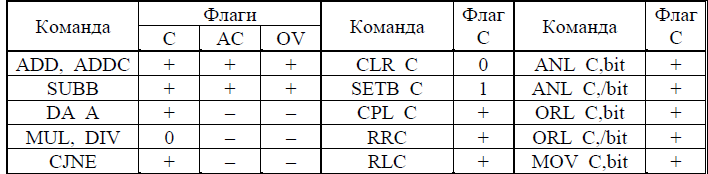 Команда Флаги Команда Флаг С Команда Флаг С
C AC OV
ADD, ADDC + + + CLR C 0 ANL C,bit +
SUBB + + + SETB C 1 ANL C,/bit +
DA A + – – CPL C + ORL C,bit +
MUL, DIV 0 – – RRC + ORL C,/bit +
CJNE + – – RLC + MOV C,bit +